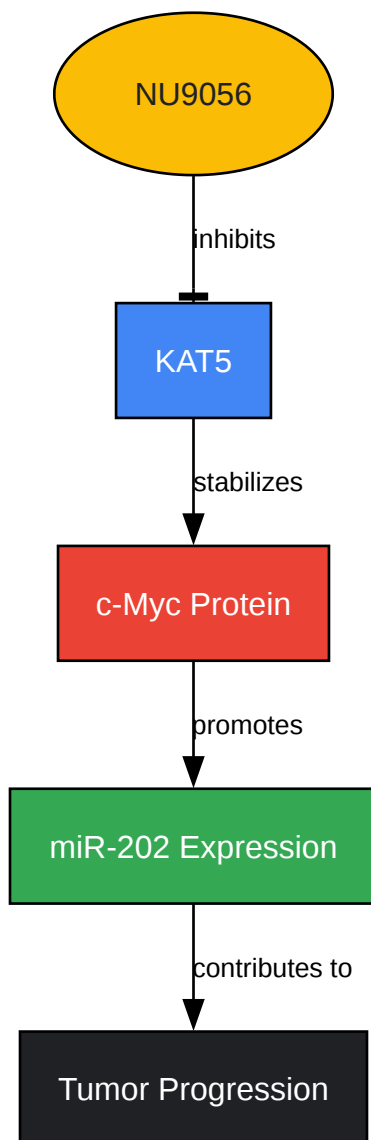 NU9056
inhibits
KAT5
stabilizes
c-Myc Protein
promotes
miR-202 Expression
contributes to
Tumor Progression